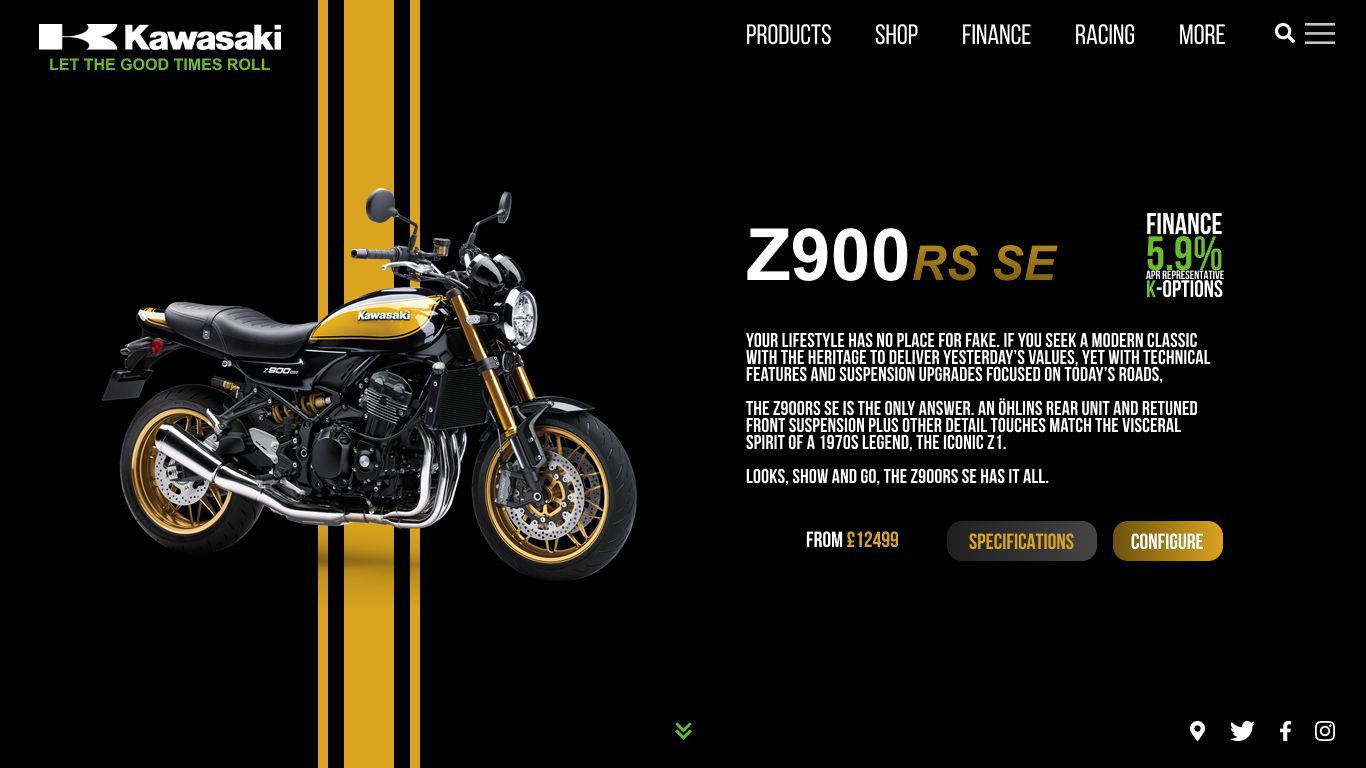 Kawasaki
LET THE GOOD TIMES ROLL
PRODUCTS SHOP FINANCE RACING MORE
Z900 RS SE
FINANCE
5.9%
APR REPRESENTATIVE
K-OPTIONS
YOUR LIFESTYLE HAS NO PLACE FOR FAKE. IF YOU SEEK A MODERN CLASSIC
WITH THE HERITAGE TO DELIVER YESTERDAY'S VALUES, YET WITH TECHNICAL
FEATURES AND SUSPENSION UPGRADES FOCUSED ON TODAY'S ROADS,
THE Z900RS SE IS THE ONLY ANSWER. AN ÖHLINS REAR UNIT AND RETUNED
FRONT SUSPENSION PLUS OTHER DETAIL TOUCHES MATCH THE VISCERAL
SPIRIT OF A 1970S LEGEND, THE ICONIC Z1.
LOOKS, SHOW AND GO, THE Z900RS SE HAS IT ALL.
FROM £12499
SPECIFICATIONS
CONFIGURE
Kawasaki
Z900